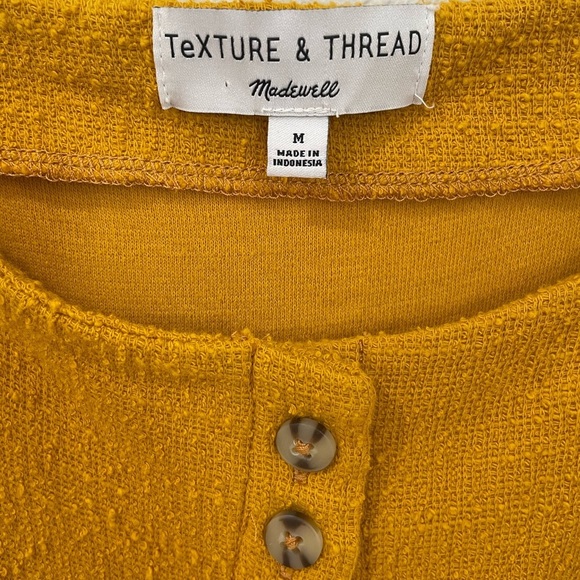 TeXTURE & THREAD
Madewell
M
MADE IN
INDONESIA